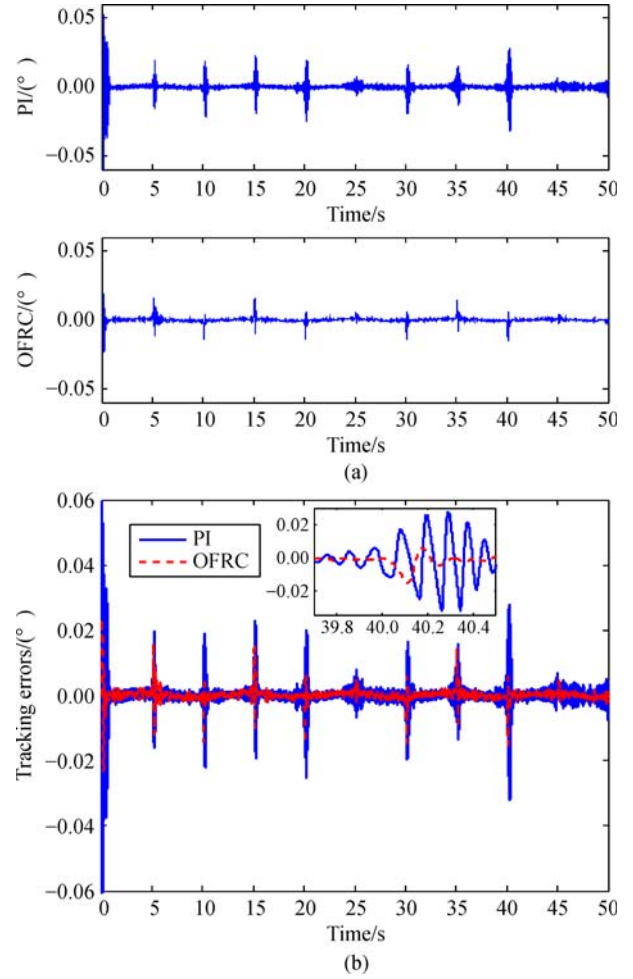 0.05
0.00
−0.05
PI/(° )
0 5 10 15 20 25 30 35 40 45 50
Time/s
0.05
0.00
−0.05
OFRC/(° )
0 5 10 15 20 25 30 35 40 45 50
Time/s
(a)
0.06
0.04
0.02
0.00
−0.02
−0.04
−0.06
Tracking errors/(° )
PI
OFRC
0.02
0.00
−0.02
39.8 40.0 40.2 40.4
0 5 10 15 20 25 30 35 40 45 50
Time/s
(b)